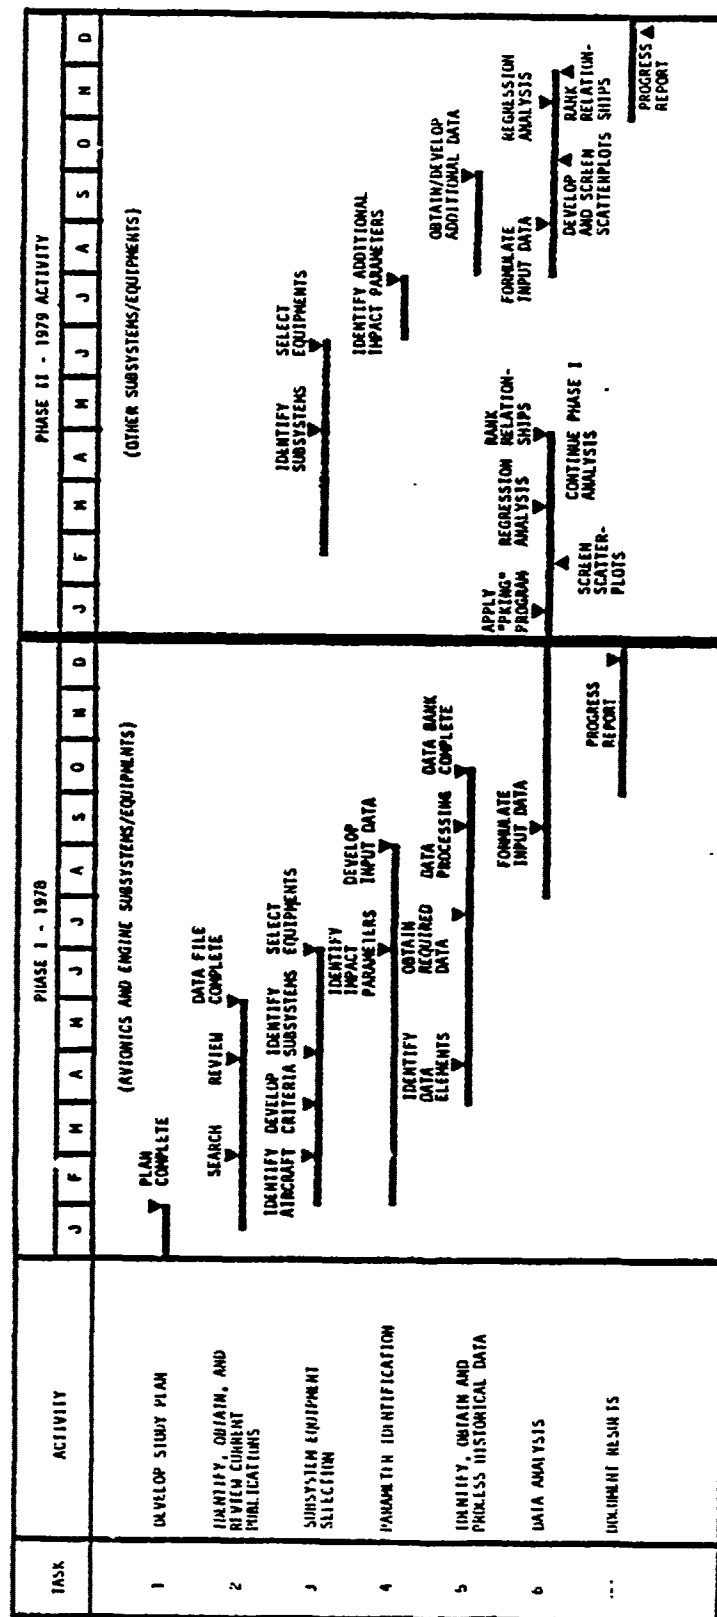 TASK
ACTIVITY
PHASE I - 1978
PHASE II - 1979 ACTIVITY
J F M A M J J A S O N D
J F M A M J J A S O N D
(AVIONICS AND ENGINE SUBSYSTEMS/EQUIPMENTS)
(OTHER SUBSYSTEMS/EQUIPMENTS)
1
DEVELOP STUDY PLAN
PLAN
COMPLETE
2
IDENTIFY, OBTAIN, AND
REVIEW CURRENT
PUBLICATIONS
SEARCH
REVIEW
DATA FILE
COMPLETE
3
SUBSYSTEM EQUIPMENT
SELECTION
IDENTIFY
AIRCRAFT
DEVELOP
CRITERIA
IDENTIFY
SUBSYSTEMS
SELECT
EQUIPMENTS
IDENTIFY
SUBSYSTEMS
SELECT
EQUIPMENTS
4
PARAMETER IDENTIFICATION
IDENTIFY
IMPACT
PARAMETERS
DEVELOP
INPUT DATA
IDENTIFY ADDITIONAL
IMPACT PARAMETERS
5
IDENTIFY, OBTAIN AND
PROCESS HISTORICAL DATA
IDENTIFY
DATA
ELEMENTS
OBTAIN
REQUIRED
DATA
DATA
PROCESSING
DATA BANK
COMPLETE
OBTAIN/DEVELOP
ADDITIONAL DATA
6
DATA ANALYSIS
FORMULATE
INPUT DATA
APPLY
"PKING"
PROGRAM
SCREEN
SCATTER-
PLOTS
REGRESSION
ANALYSIS
RANK
RELATION-
SHIPS
CONTINUE PHASE I
ANALYSIS
FORMULATE
INPUT DATA
DEVELOP
AND SCREEN
SCATTENPLOTS
REGRESSION
ANALYSIS
RANK
RELATION-
SHIPS
...
DOCUMENT RESULTS
PROGRESS
REPORT
PROGRESS
REPORT